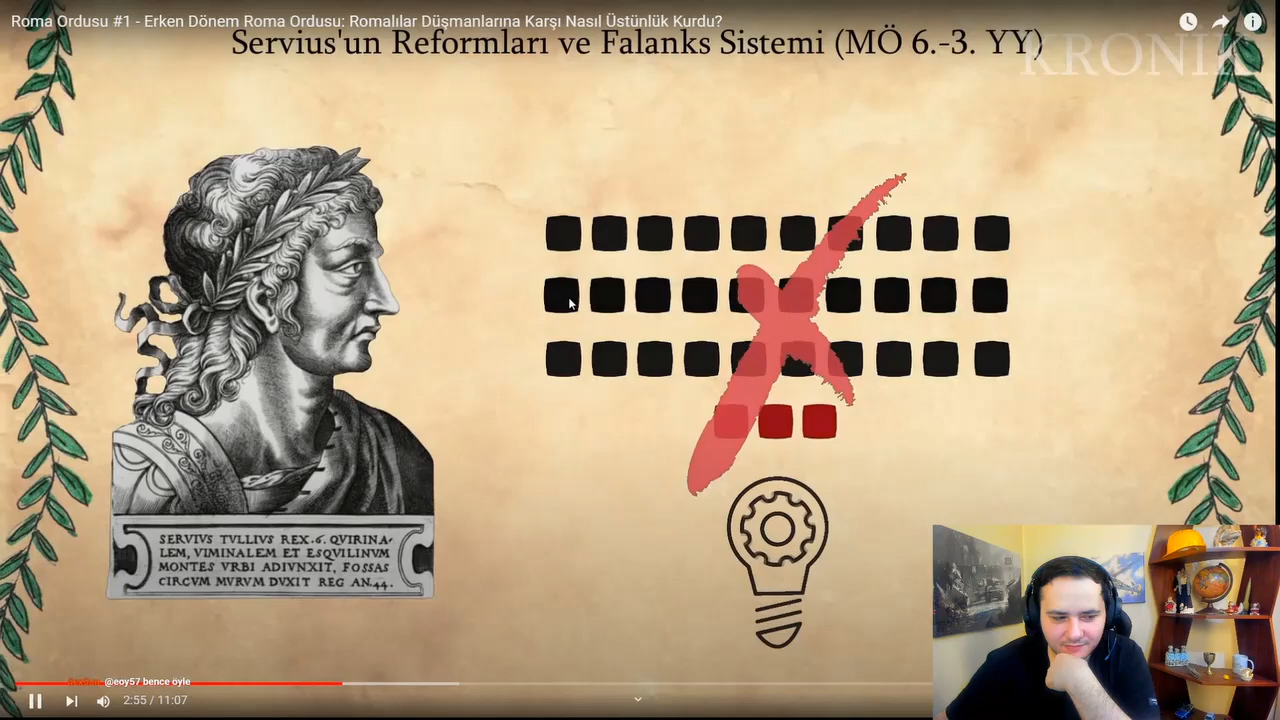 Roma Ordusu #1 - Erken Dönem Roma Ordusu: Romalılar Düşmanlarına Karşı Nasıl Üstünlük Kurdu?
Servius'un Reformları ve Falanks Sistemi (MÖ 6.-3. YY)
KRONİK
SERVIVS TVLLIVS REX.6. QVIRINA-
LEM, VIMINALEM ET ESQVILINVM
MONTES VRBI ADIVNXIT, FOSSAS
CIRCVM MVRVM DVXIT REG AN.44.
@eoy57 bence öyle
2:55 / 11:07